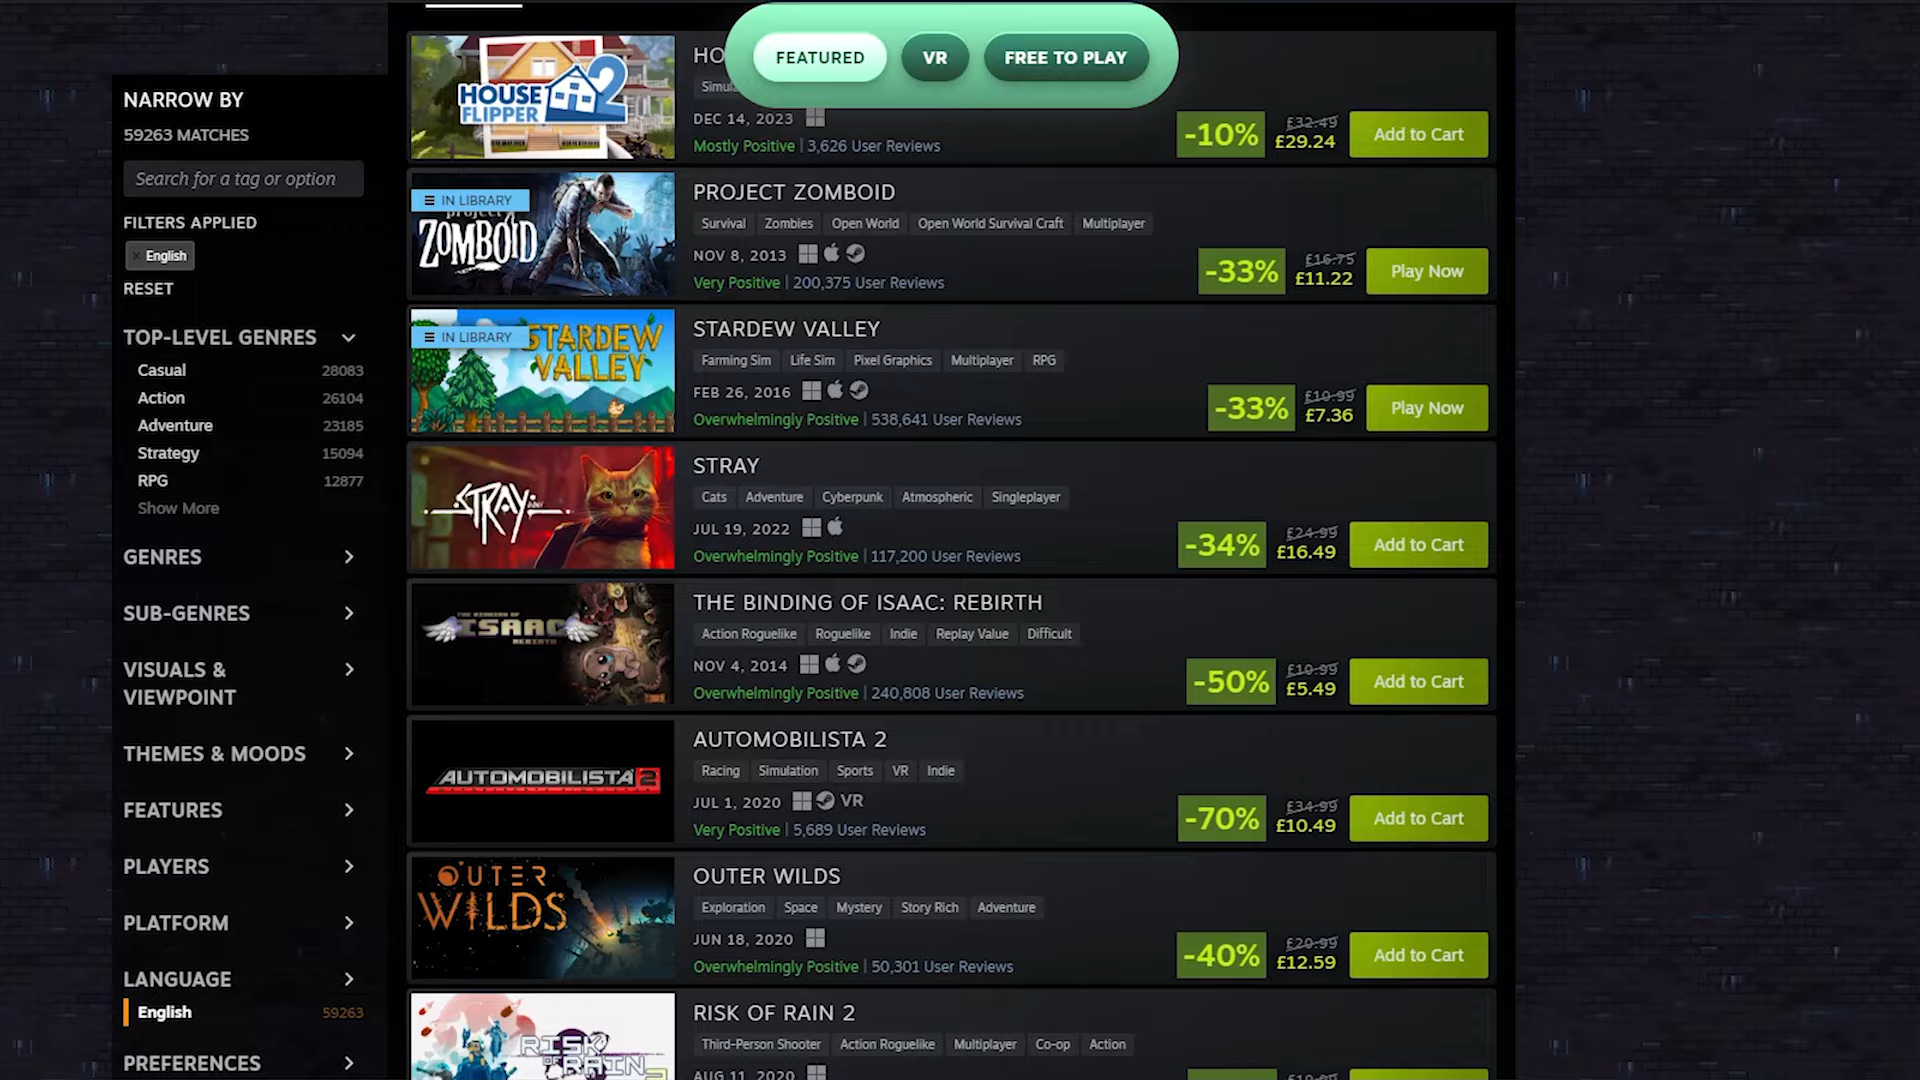 FEATURED
VR
FREE TO PLAY
NARROW BY
59263 MATCHES
Search for a tag or option
FILTERS APPLIED
× English
RESET
TOP-LEVEL GENRES
Casual 28083
Action 26104
Adventure 23185
Strategy 15094
RPG 12877
Show More
GENRES
SUB-GENRES
VISUALS &
VIEWPOINT
THEMES & MOODS
FEATURES
PLAYERS
PLATFORM
LANGUAGE
English 59263
PREFERENCES
HOUSE
FLIPPER 2
DEC 14, 2023
Mostly Positive | 3,626 User Reviews
-10% £32.49 £29.24 Add to Cart
IN LIBRARY
project
ZOMBOID
PROJECT ZOMBOID
Survival Zombies Open World Open World Survival Craft Multiplayer
NOV 8, 2013
Very Positive | 200,375 User Reviews
-33% £16.75 £11.22 Play Now
IN LIBRARY
STARDEW
VALLEY
STARDEW VALLEY
Farming Sim Life Sim Pixel Graphics Multiplayer RPG
FEB 26, 2016
Overwhelmingly Positive | 538,641 User Reviews
-33% £10.99 £7.36 Play Now
STRAY
STRAY
Cats Adventure Cyberpunk Atmospheric Singleplayer
JUL 19, 2022
Overwhelmingly Positive | 117,200 User Reviews
-34% £24.99 £16.49 Add to Cart
THE BINDING OF
ISAAC
REBIRTH
THE BINDING OF ISAAC: REBIRTH
Action Roguelike Roguelike Indie Replay Value Difficult
NOV 4, 2014
Overwhelmingly Positive | 240,808 User Reviews
-50% £10.99 £5.49 Add to Cart
AUTOMOBILISTA 2
AUTOMOBILISTA 2
Racing Simulation Sports VR Indie
JUL 1, 2020 VR
Very Positive | 5,689 User Reviews
-70% £34.99 £10.49 Add to Cart
OUTER
WILDS
OUTER WILDS
Exploration Space Mystery Story Rich Adventure
JUN 18, 2020
Overwhelmingly Positive | 50,301 User Reviews
-40% £20.99 £12.59 Add to Cart
RISK
OF RAIN 2
RISK OF RAIN 2
Third-Person Shooter Action Roguelike Multiplayer Co-op Action
AUG 11, 2020